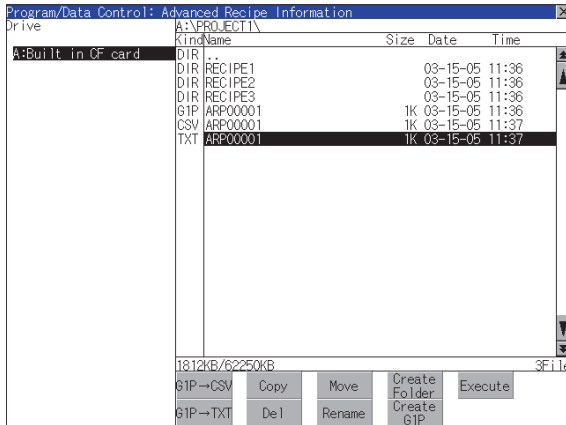 Program/Data Control: Advanced Recipe Information
Drive A:\PROJECT1\
Kind Name Size Date Time
A:Built in CF card DIR ..
DIR RECIPE1 03-15-05 11:36
DIR RECIPE2 03-15-05 11:36
DIR RECIPE3 03-15-05 11:36
G1P ARP00001 1K 03-15-05 11:36
CSV ARP00001 1K 03-15-05 11:37
TXT ARP00001 1K 03-15-05 11:37
1812KB/62250KB 3File
G1P→CSV Copy Move Create Folder Execute
G1P→TXT Del Rename Create G1P